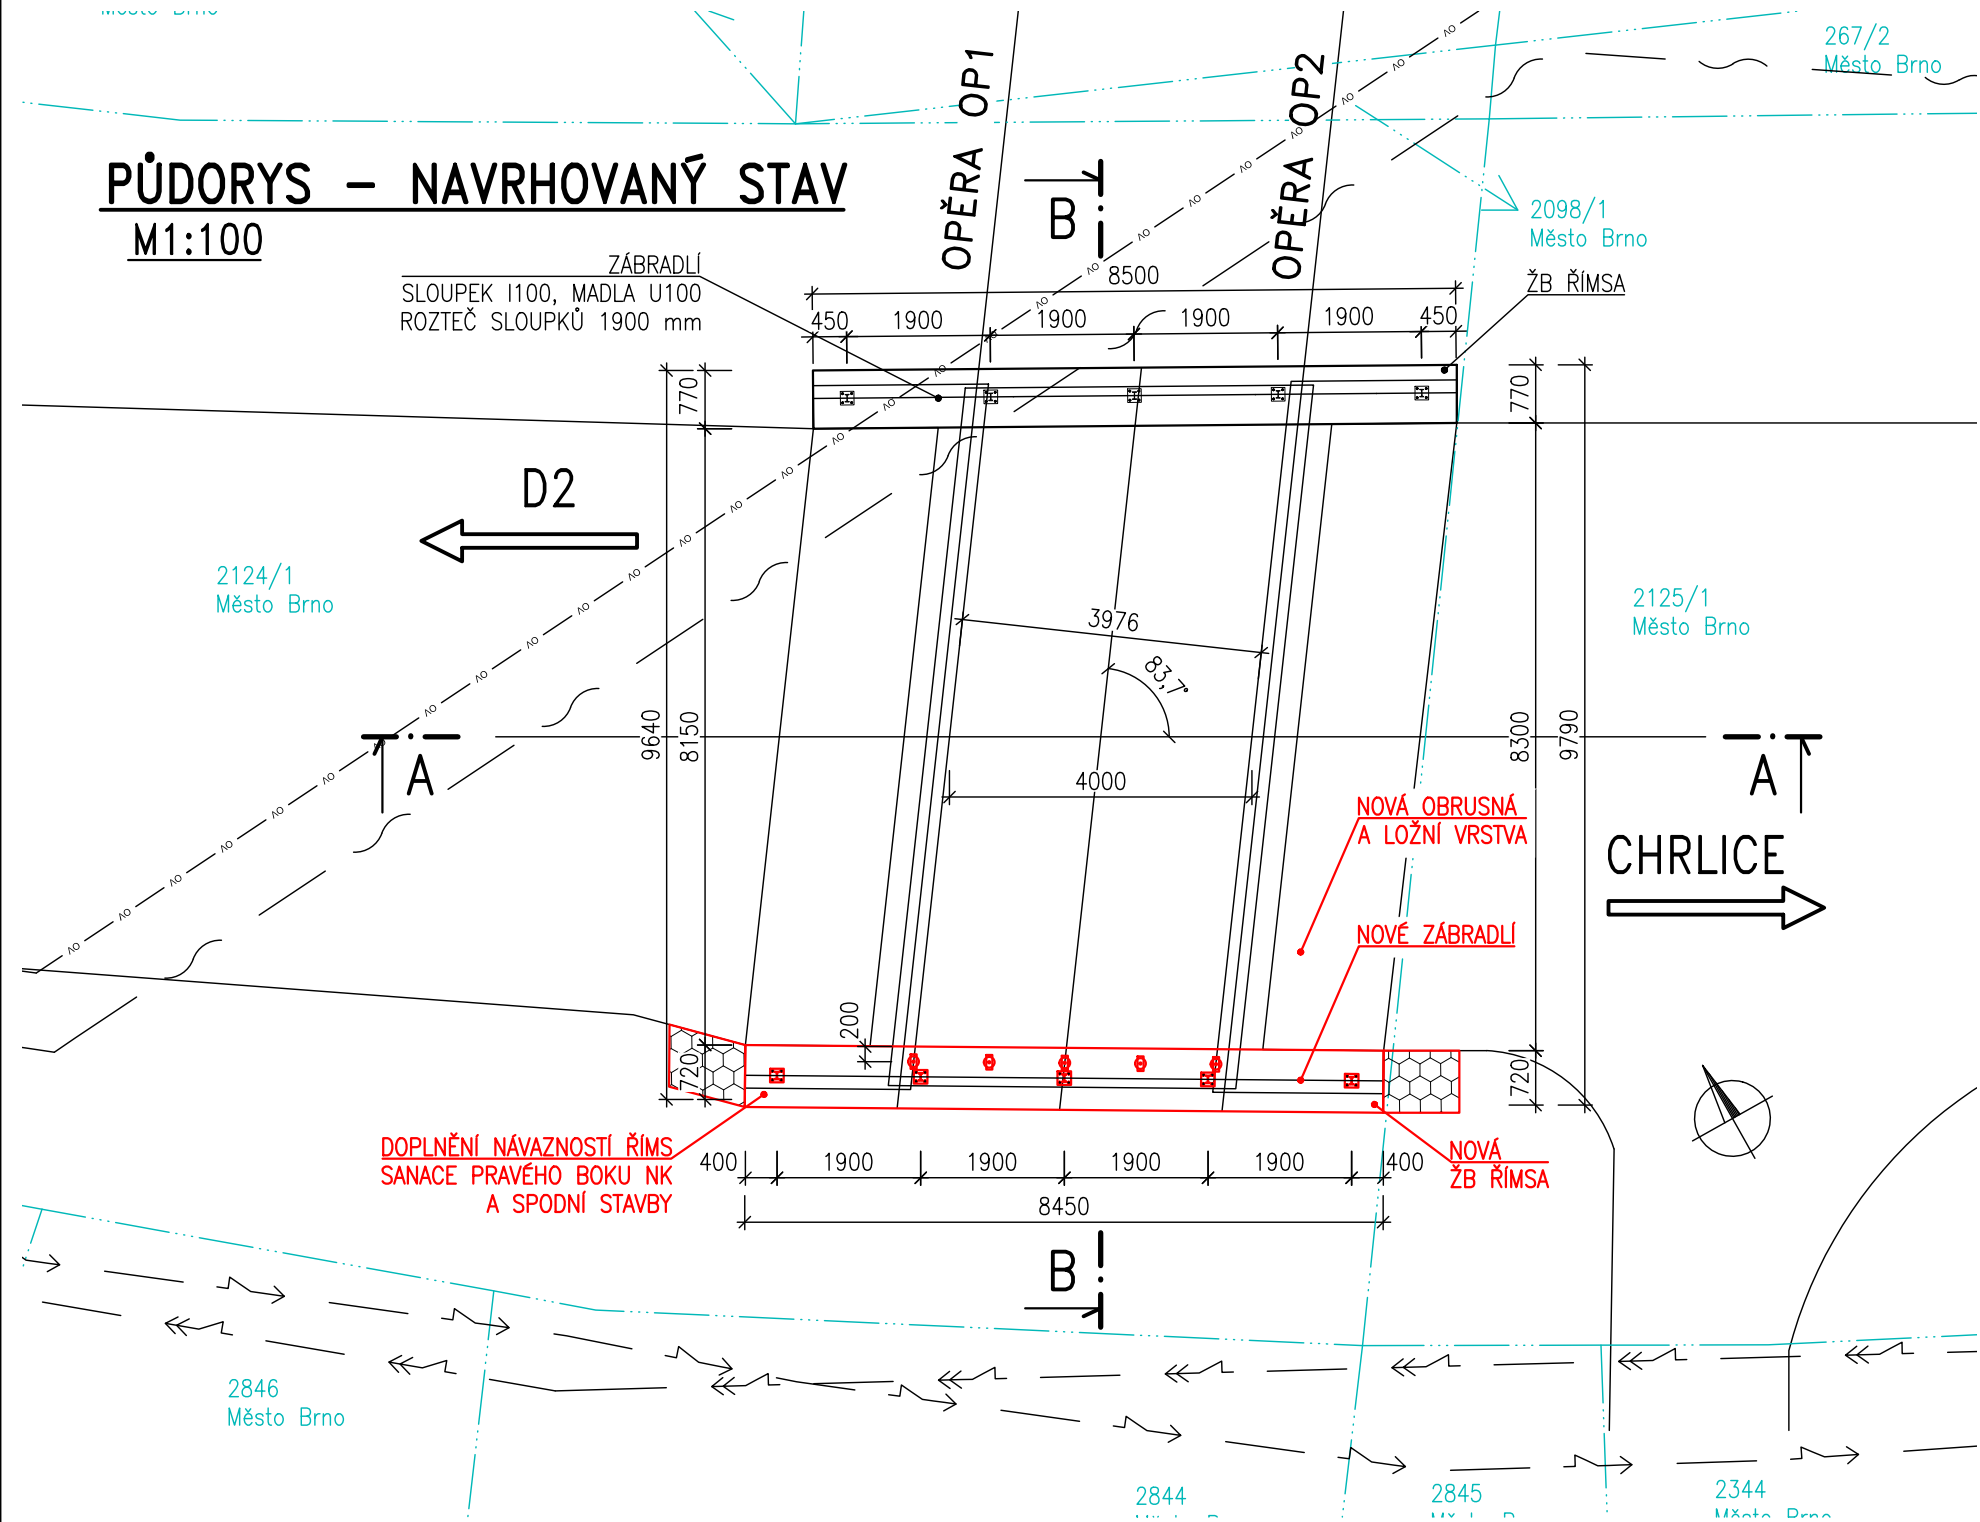 Město Brno
267/2
Město Brno
OPĚRA OP1
OPĚRA OP2
PŮDORYS – NAVRHOVANÝ STAV
M1:100
B
2098/1
Město Brno
ZÁBRADLÍ
SLOUPEK I100, MADLA U100
ROZTEČ SLOUPKŮ 1900 mm
8500
ŽB ŘÍMSA
450 1900 1900 1900 1900 450
770
770
D2
2124/1
Město Brno
2125/1
Město Brno
3976
83,7°
9640
8150
8300
9790
A
A
4000
NOVÁ OBRUSNÁ
A LOŽNÍ VRSTVA
CHRLICE
NOVÉ ZÁBRADLÍ
200
720
720
DOPLNĚNÍ NÁVAZNOSTÍ ŘÍMS
SANACE PRAVÉHO BOKU NK
A SPODNÍ STAVBY
400 1900 1900 1900 1900 400
NOVÁ
ŽB ŘÍMSA
8450
B
2846
Město Brno
2844
2845
2344
Město Brno